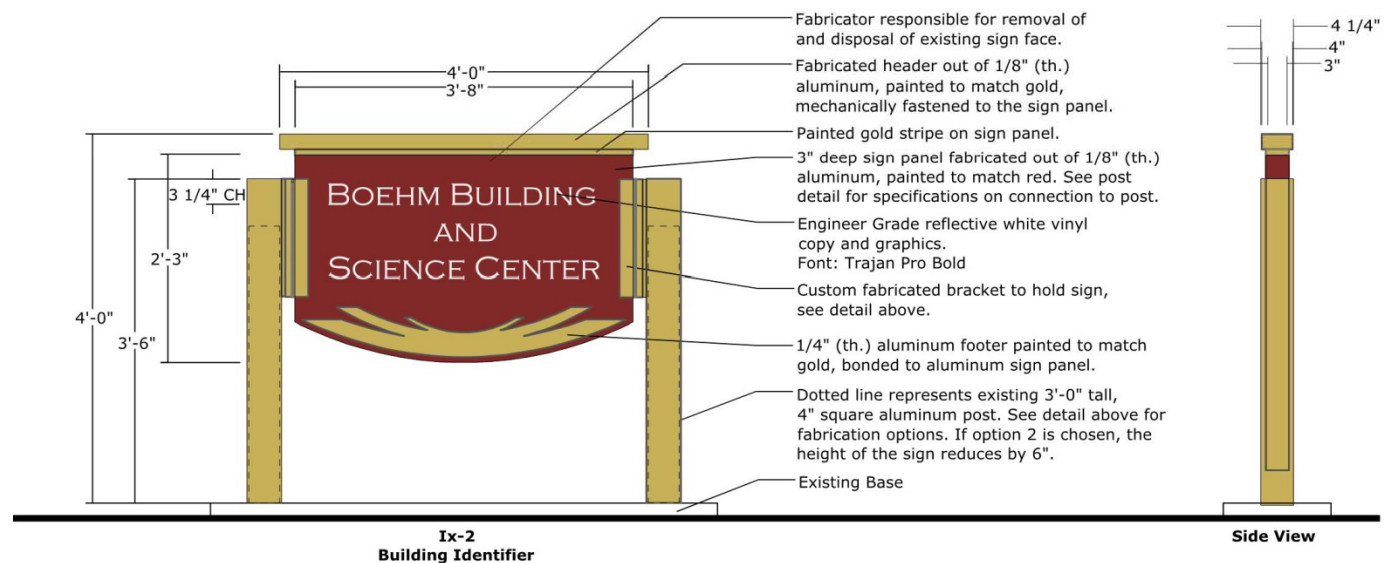 Fabricator responsible for removal of
and disposal of existing sign face.
Fabricated header out of 1/8" (th.)
aluminum, painted to match gold,
mechanically fastened to the sign panel.
Painted gold stripe on sign panel.
3" deep sign panel fabricated out of 1/8" (th.)
aluminum, painted to match red. See post
detail for specifications on connection to post.
Engineer Grade reflective white vinyl
copy and graphics.
Font: Trajan Pro Bold
Custom fabricated bracket to hold sign,
see detail above.
1/4" (th.) aluminum footer painted to match
gold, bonded to aluminum sign panel.
Dotted line represents existing 3'-0" tall,
4" square aluminum post. See detail above for
fabrication options. If option 2 is chosen, the
height of the sign reduces by 6".
Existing Base
4'-0"
3'-8"
3 1/4" CH
2'-3"
4'-0"
3'-6"
BOEHM BUILDING
AND
SCIENCE CENTER
4 1/4"
4"
3"
Ix-2
Building Identifier
Side View